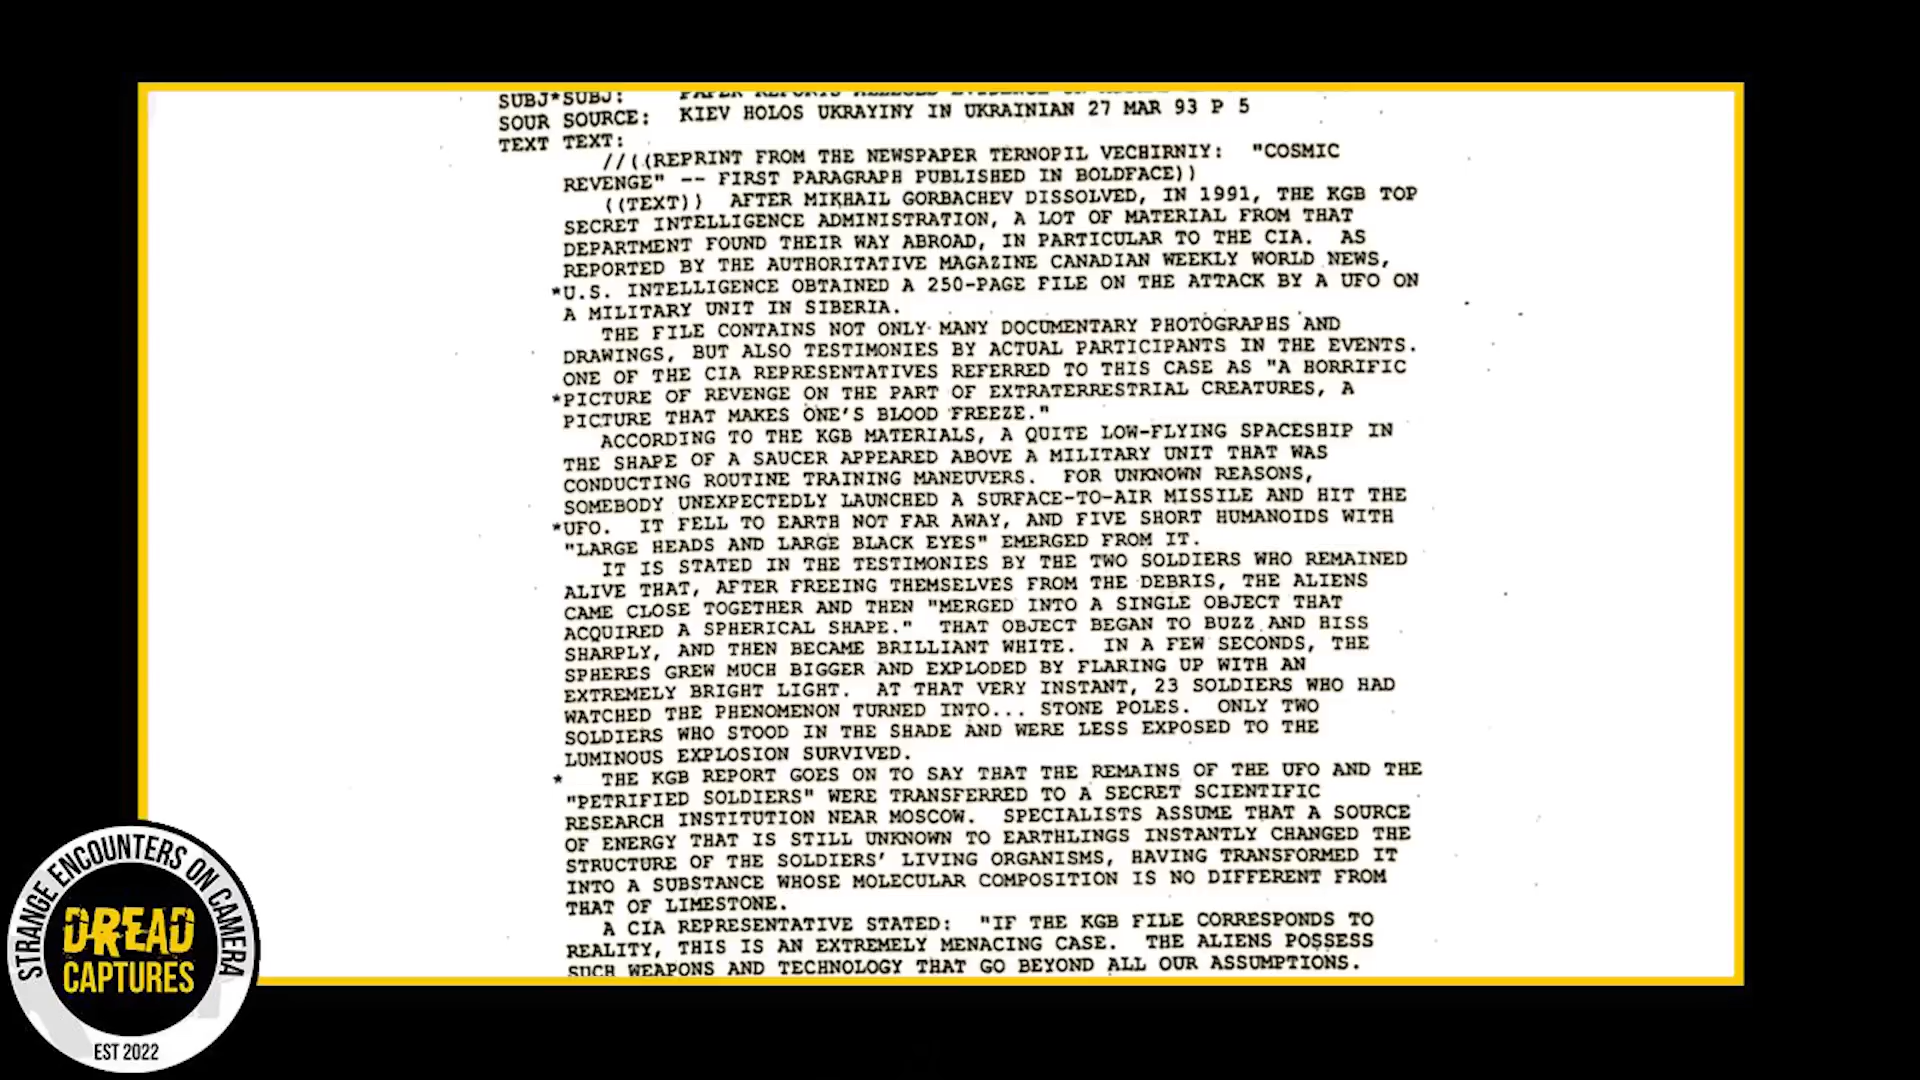 SUBJ*SUBJ: PAPER REPORTS ALLEGED EVIDENCE ON
SOUR SOURCE: KIEV HOLOS UKRAYINY IN UKRAINIAN 27 MAR 93 P 5
TEXT TEXT:
//((REPRINT FROM THE NEWSPAPER TERNOPIL VECHIRNIY: "COSMIC
REVENGE" -- FIRST PARAGRAPH PUBLISHED IN BOLDFACE))
((TEXT)) AFTER MIKHAIL GORBACHEV DISSOLVED, IN 1991, THE KGB TOP
SECRET INTELLIGENCE ADMINISTRATION, A LOT OF MATERIAL FROM THAT
DEPARTMENT FOUND THEIR WAY ABROAD, IN PARTICULAR TO THE CIA. AS
REPORTED BY THE AUTHORITATIVE MAGAZINE CANADIAN WEEKLY WORLD NEWS,
*U.S. INTELLIGENCE OBTAINED A 250-PAGE FILE ON THE ATTACK BY A UFO ON
A MILITARY UNIT IN SIBERIA.
THE FILE CONTAINS NOT ONLY MANY DOCUMENTARY PHOTOGRAPHS AND
DRAWINGS, BUT ALSO TESTIMONIES BY ACTUAL PARTICIPANTS IN THE EVENTS.
ONE OF THE CIA REPRESENTATIVES REFERRED TO THIS CASE AS "A HORRIFIC
*PICTURE OF REVENGE ON THE PART OF EXTRATERRESTRIAL CREATURES, A
PICTURE THAT MAKES ONE'S BLOOD FREEZE."
ACCORDING TO THE KGB MATERIALS, A QUITE LOW-FLYING SPACESHIP IN
THE SHAPE OF A SAUCER APPEARED ABOVE A MILITARY UNIT THAT WAS
CONDUCTING ROUTINE TRAINING MANEUVERS. FOR UNKNOWN REASONS,
SOMEBODY UNEXPECTEDLY LAUNCHED A SURFACE-TO-AIR MISSILE AND HIT THE
*UFO. IT FELL TO EARTH NOT FAR AWAY, AND FIVE SHORT HUMANOIDS WITH
"LARGE HEADS AND LARGE BLACK EYES" EMERGED FROM IT.
IT IS STATED IN THE TESTIMONIES BY THE TWO SOLDIERS WHO REMAINED
ALIVE THAT, AFTER FREEING THEMSELVES FROM THE DEBRIS, THE ALIENS
CAME CLOSE TOGETHER AND THEN "MERGED INTO A SINGLE OBJECT THAT
ACQUIRED A SPHERICAL SHAPE." THAT OBJECT BEGAN TO BUZZ AND HISS
SHARPLY, AND THEN BECAME BRILLIANT WHITE. IN A FEW SECONDS, THE
SPHERES GREW MUCH BIGGER AND EXPLODED BY FLARING UP WITH AN
EXTREMELY BRIGHT LIGHT. AT THAT VERY INSTANT, 23 SOLDIERS WHO HAD
WATCHED THE PHENOMENON TURNED INTO... STONE POLES. ONLY TWO
SOLDIERS WHO STOOD IN THE SHADE AND WERE LESS EXPOSED TO THE
LUMINOUS EXPLOSION SURVIVED.
* THE KGB REPORT GOES ON TO SAY THAT THE REMAINS OF THE UFO AND THE
"PETRIFIED SOLDIERS" WERE TRANSFERRED TO A SECRET SCIENTIFIC
RESEARCH INSTITUTION NEAR MOSCOW. SPECIALISTS ASSUME THAT A SOURCE
OF ENERGY THAT IS STILL UNKNOWN TO EARTHLINGS INSTANTLY CHANGED THE
STRUCTURE OF THE SOLDIERS' LIVING ORGANISMS, HAVING TRANSFORMED IT
INTO A SUBSTANCE WHOSE MOLECULAR COMPOSITION IS NO DIFFERENT FROM
THAT OF LIMESTONE.
A CIA REPRESENTATIVE STATED: "IF THE KGB FILE CORRESPONDS TO
REALITY, THIS IS AN EXTREMELY MENACING CASE. THE ALIENS POSSESS
SUCH WEAPONS AND TECHNOLOGY THAT GO BEYOND ALL OUR ASSUMPTIONS.
STRANGE ENCOUNTERS ON CAMERA
DREAD
CAPTURES
EST 2022